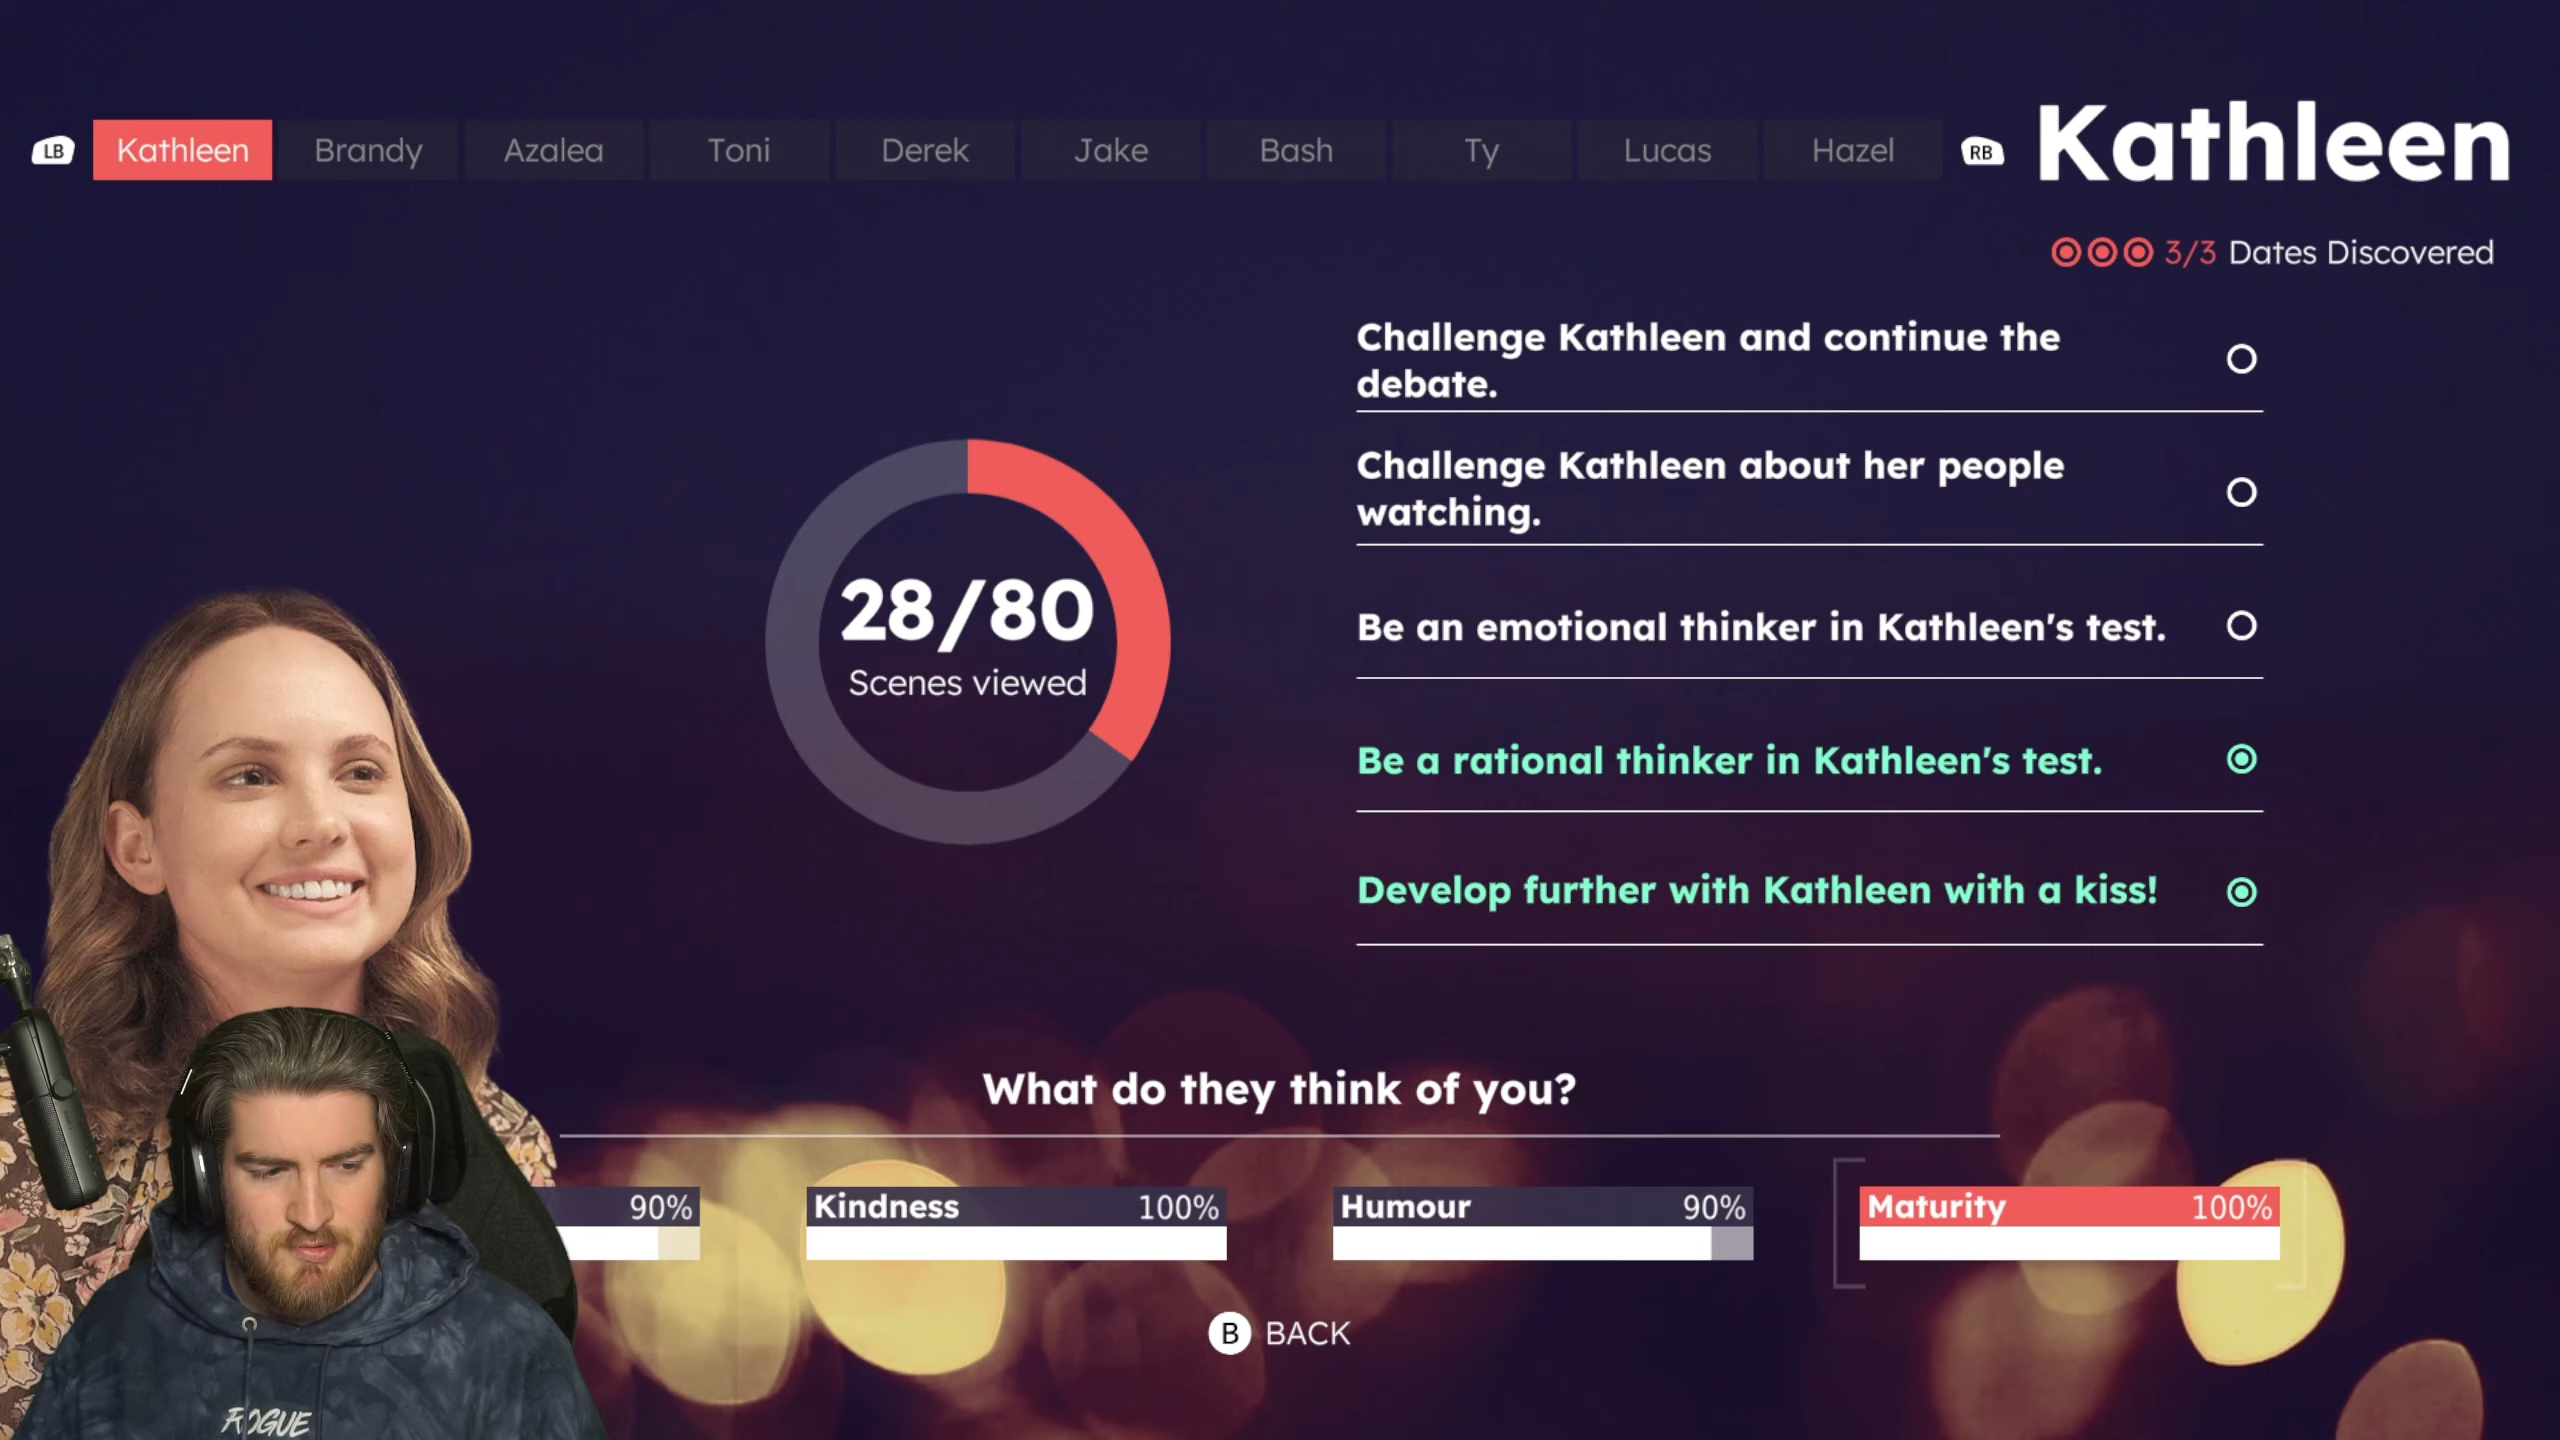 LB
Kathleen
Brandy
Azalea
Toni
Derek
Jake
Bash
Ty
Lucas
Hazel
RB
Kathleen
3/3 Dates Discovered
Challenge Kathleen and continue the
debate.
Challenge Kathleen about her people
watching.
28/80
Scenes viewed
Be an emotional thinker in Kathleen's test.
Be a rational thinker in Kathleen's test.
Develop further with Kathleen with a kiss!
What do they think of you?
90%
Kindness 100%
Humour 90%
Maturity 100%
B BACK
ROGUE